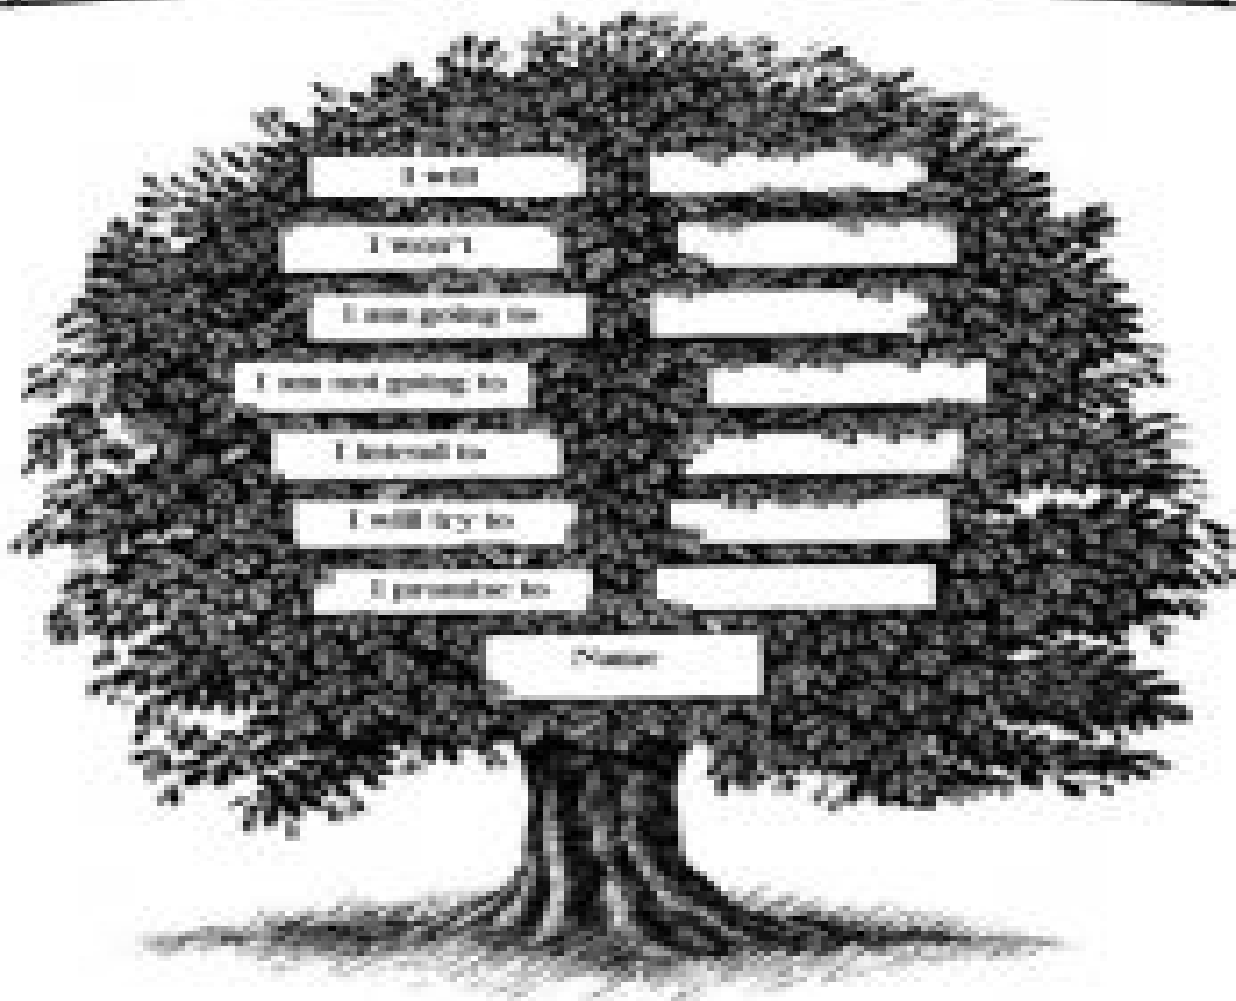 I will
I won't
I am going to
I am not going to
I intend to
I will try to
I promise to
Name